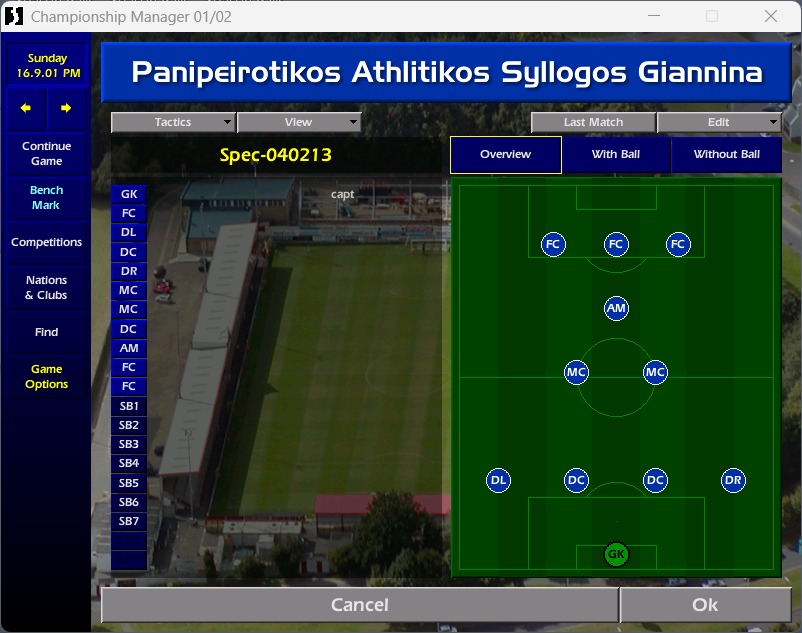 Championship Manager 01/02
Sunday
16.9.01 PM
Panipeirotikos Athlitikos Syllogos Giannina
Continue
Game
Bench
Mark
Competitions
Nations
& Clubs
Find
Game
Options
Tactics
View
Last Match
Edit
Spec-040213
Overview
With Ball
Without Ball
GK
capt
FC
DL
DC
DR
MC
MC
DC
AM
FC
FC
SB1
SB2
SB3
SB4
SB5
SB6
SB7
FC FC FC
AM
MC MC
DL DC DC DR
GK
Cancel
Ok